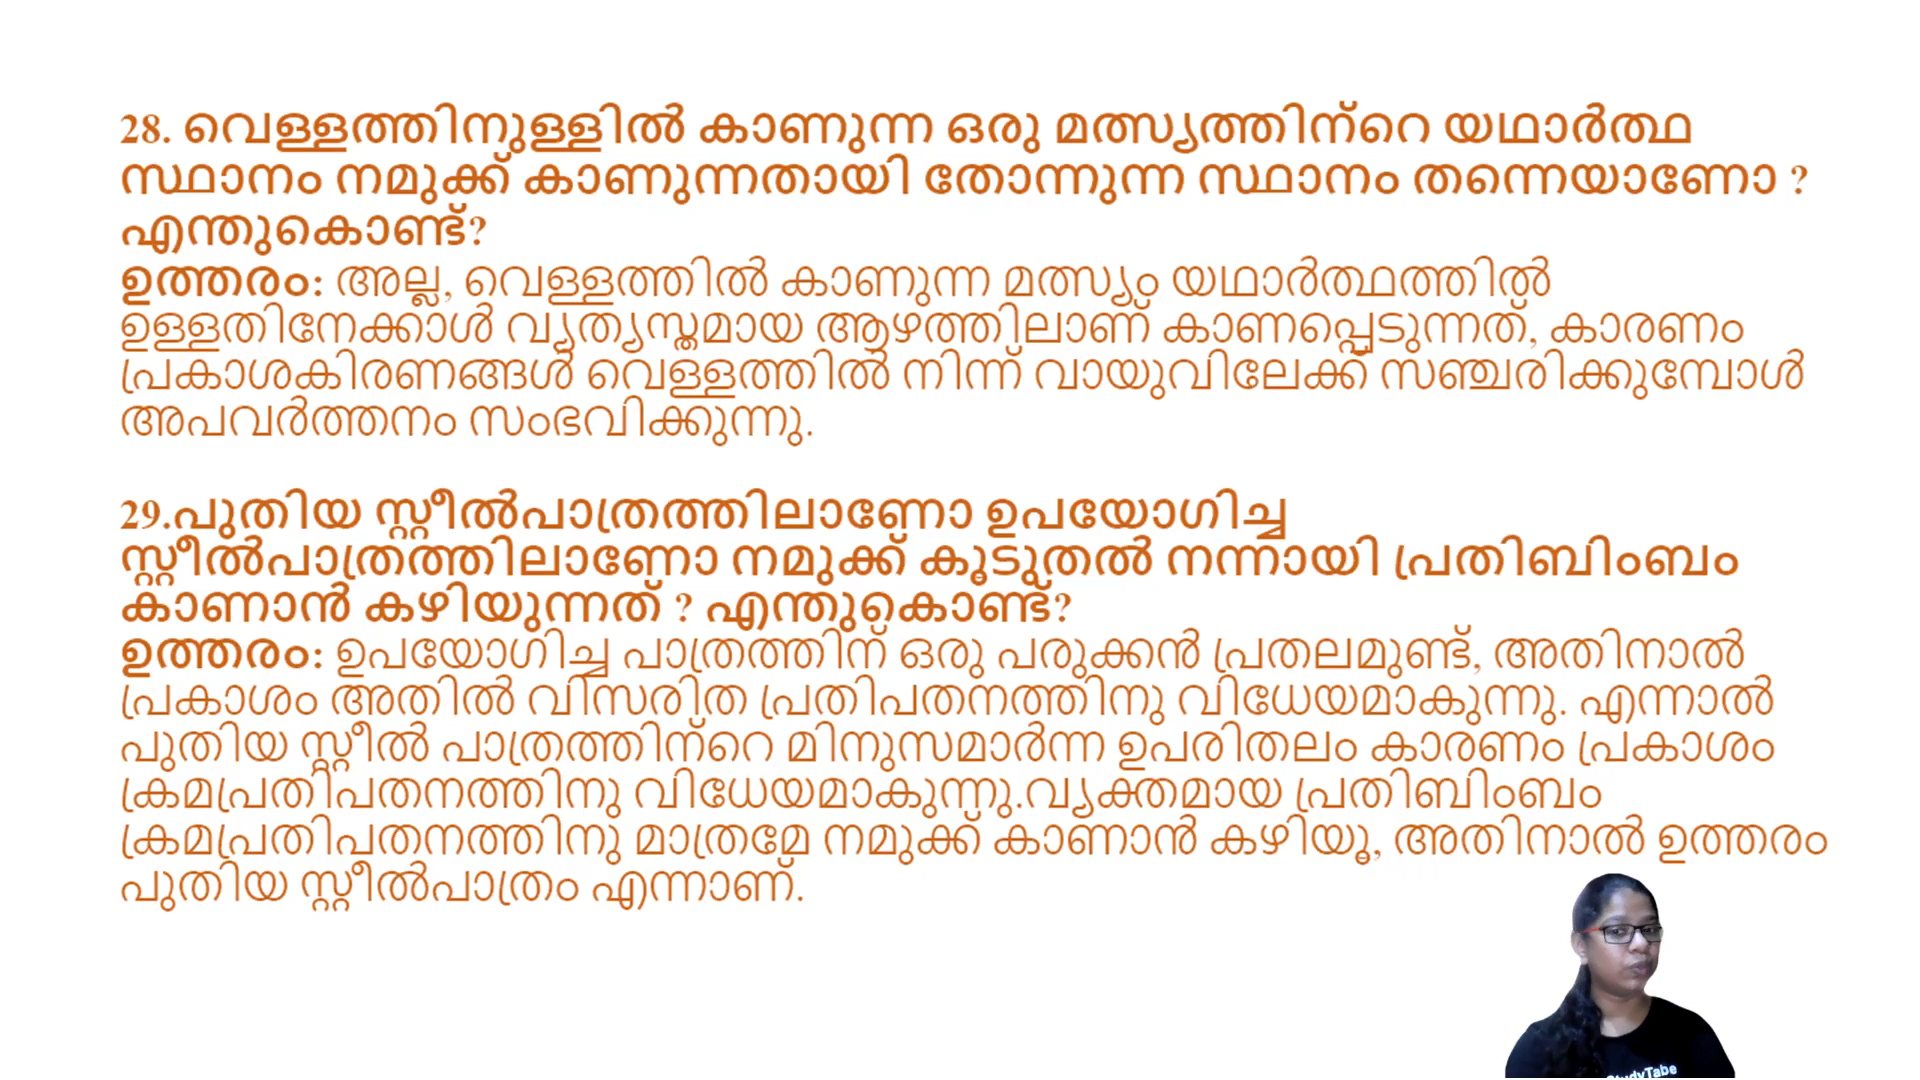 28. വെള്ളത്തിനുള്ളിൽ കാണുന്ന ഒരു മത്സ്യത്തിന്റെ യഥാർത്ഥ
സ്ഥാനം നമുക്ക് കാണുന്നതായി തോന്നുന്ന സ്ഥാനം തന്നെയാണോ ?
എന്തുകൊണ്ട്?
ഉത്തരം: അല്ല, വെള്ളത്തിൽ കാണുന്ന മത്സ്യം യഥാർത്ഥത്തിൽ
ഉള്ളതിനേക്കാൾ വ്യത്യസ്തമായ ആഴത്തിലാണ് കാണപ്പെടുന്നത്, കാരണം
പ്രകാശകിരണങ്ങൾ വെള്ളത്തിൽ നിന്ന് വായുവിലേക്ക് സഞ്ചരിക്കുമ്പോൾ
അപവർത്തനം സംഭവിക്കുന്നു.
29.പുതിയ സ്റ്റീൽപാത്രത്തിലാണോ ഉപയോഗിച്ച
സ്റ്റീൽപാത്രത്തിലാണോ നമുക്ക് കൂടുതൽ നന്നായി പ്രതിബിംബം
കാണാൻ കഴിയുന്നത് ? എന്തുകൊണ്ട്?
ഉത്തരം: ഉപയോഗിച്ച പാത്രത്തിന് ഒരു പരുക്കൻ പ്രതലമുണ്ട്, അതിനാൽ
പ്രകാശം അതിൽ വിസരിത പ്രതിപതനത്തിനു വിധേയമാകുന്നു. എന്നാൽ
പുതിയ സ്റ്റീൽ പാത്രത്തിന്റെ മിനുസമാർന്ന ഉപരിതലം കാരണം പ്രകാശം
ക്രമപ്രതിപതനത്തിനു വിധേയമാകുന്നു.വ്യക്തമായ പ്രതിബിംബം
ക്രമപ്രതിപതനത്തിനു മാത്രമേ നമുക്ക് കാണാൻ കഴിയൂ, അതിനാൽ ഉത്തരം
പുതിയ സ്റ്റീൽപാത്രം എന്നാണ്.